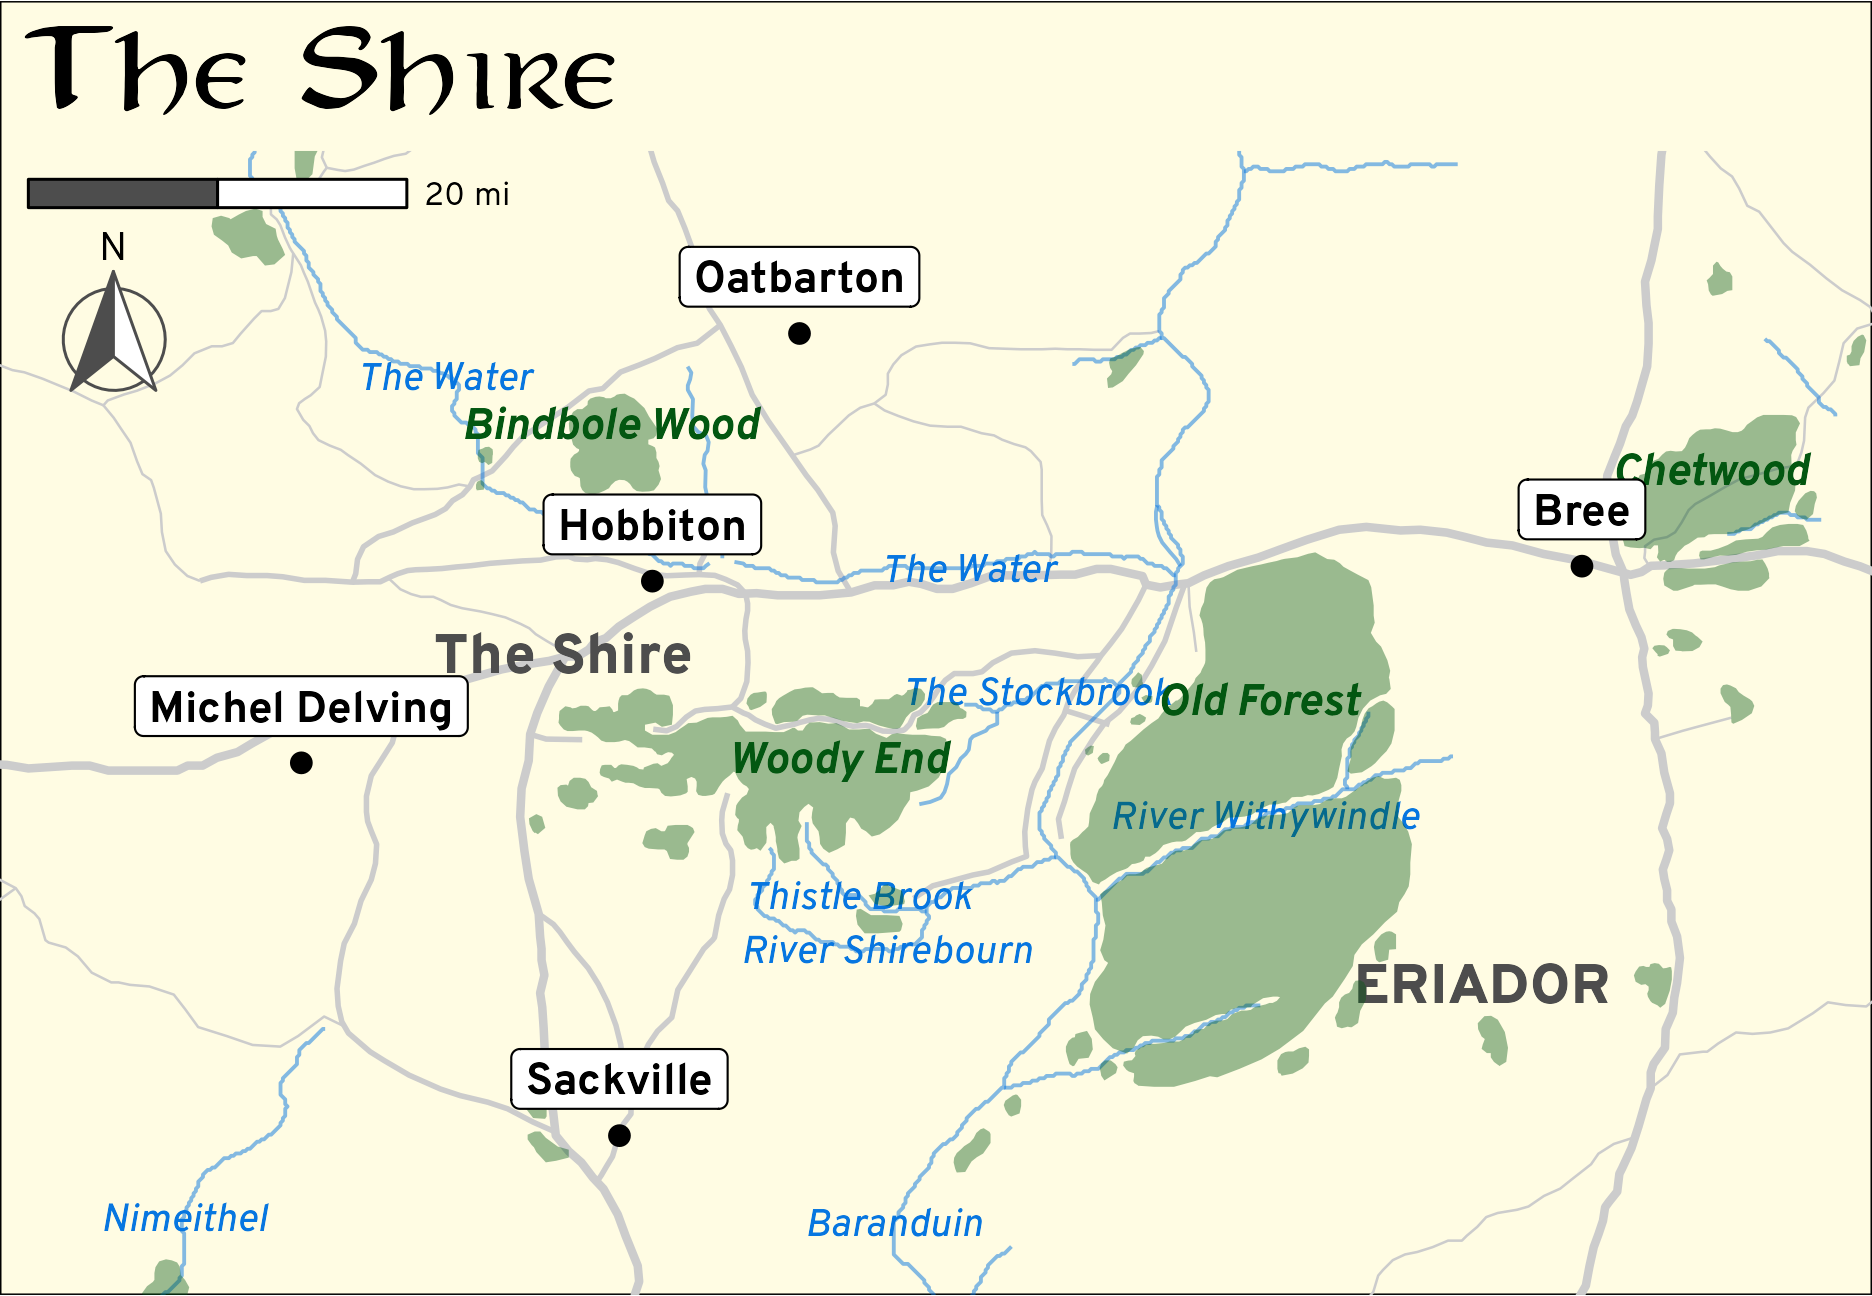 The Shire
20 mi
N
Oatbarton
The Water
Bindbole Wood
Chetwood
Bree
Hobbiton
The Water
The Shire
The Stockbrook
Old Forest
Michel Delving
Woody End
River Withywindle
Thistle Brook
River Shirebourn
ERIADOR
Sackville
Nimeithel
Baranduin